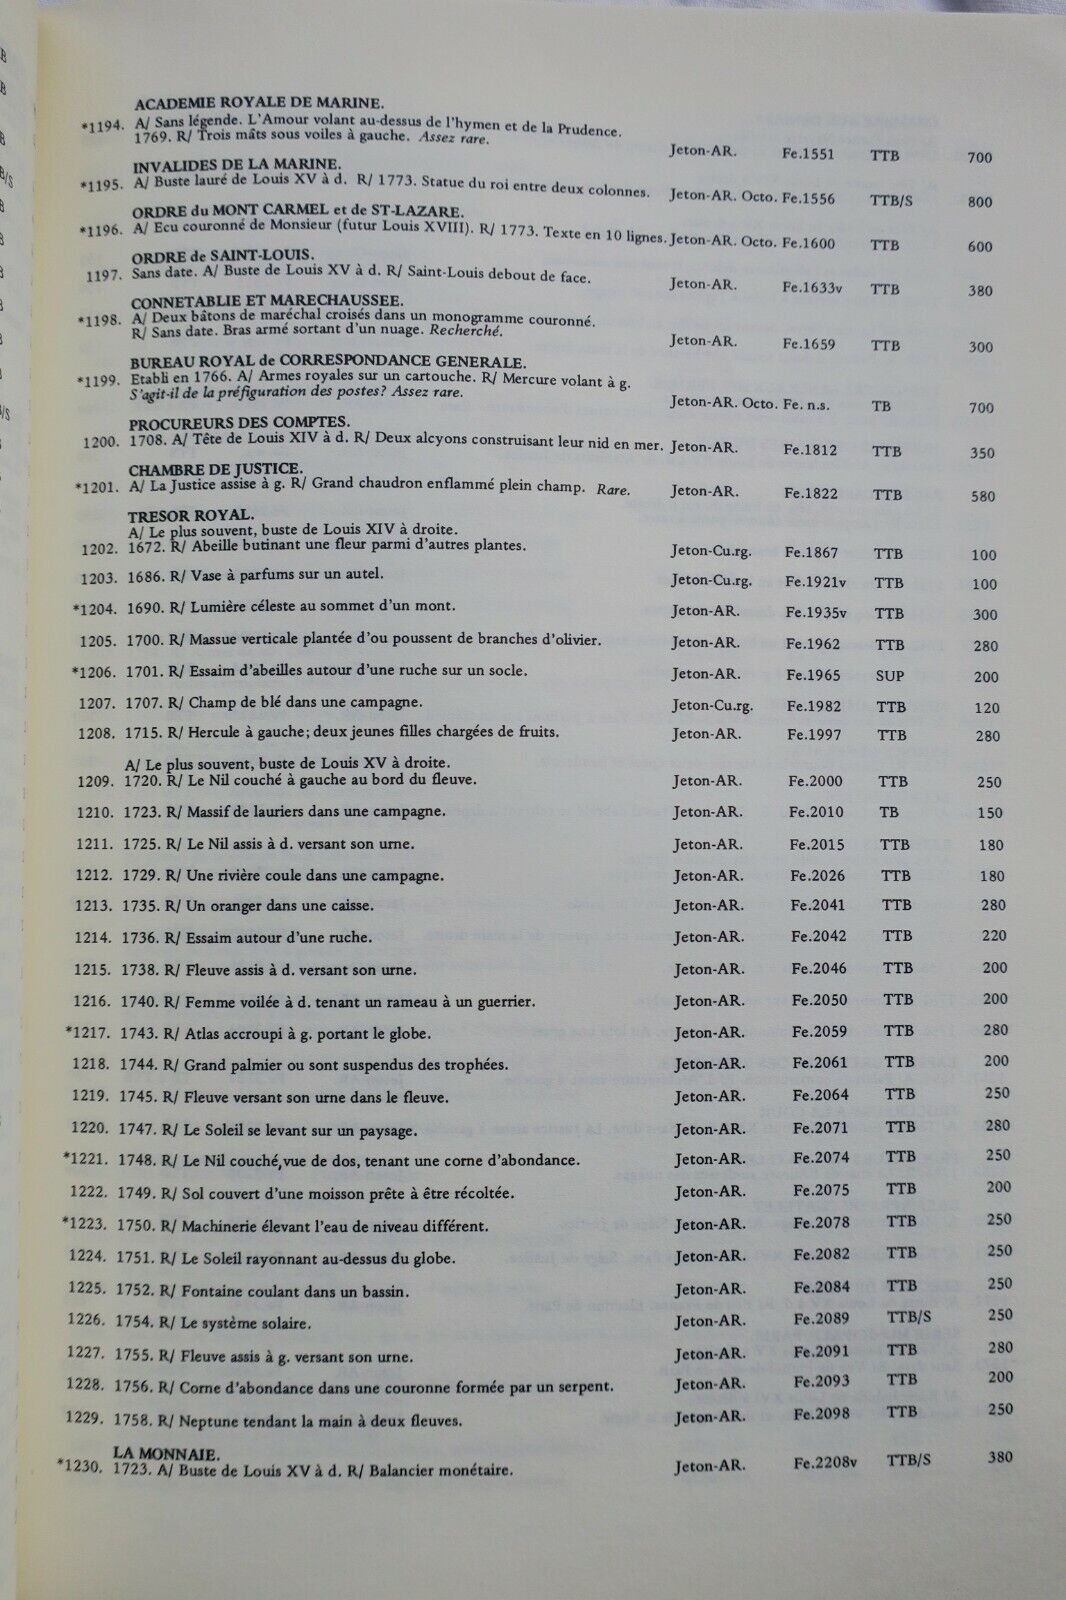 ACADEMIE ROYALE DE MARINE.
*1194. A/ Sans légende. L'Amour volant au-dessus de l'hymen et de la Prudence.
1769. R/ Trois mâts sous voiles à gauche. Assez rare. Jeton-AR. Fe.1551 TTB 700
INVALIDES DE LA MARINE.
*1195. A/ Buste lauré de Louis XV à d. R/ 1773. Statue du roi entre deux colonnes. Jeton-AR. Octo. Fe.1556 TTB/S 800
ORDRE du MONT CARMEL et de ST-LAZARE.
*1196. A/ Ecu couronné de Monsieur (futur Louis XVIII). R/ 1773. Texte en 10 lignes. Jeton-AR. Octo. Fe.1600 TTB 600
ORDRE de SAINT-LOUIS.
1197. Sans date. A/ Buste de Louis XV à d. R/ Saint-Louis debout de face. Jeton-AR. Fe.1633v TTB 380
CONNETABLIE ET MARECHAUSSEE.
*1198. A/ Deux bâtons de maréchal croisés dans un monogramme couronné.
R/ Sans date. Bras armé sortant d'un nuage. Recherché. Jeton-AR. Fe.1659 TTB 300
BUREAU ROYAL de CORRESPONDANCE GENERALE.
*1199. Etabli en 1766. A/ Armes royales sur un cartouche. R/ Mercure volant à g.
S'agit-il de la préfiguration des postes? Assez rare. Jeton-AR. Octo. Fe. n.s. TB 700
PROCUREURS DES COMPTES.
1200. 1708. A/ Tête de Louis XIV à d. R/ Deux alcyons construisant leur nid en mer. Jeton-AR. Fe.1812 TTB 350
CHAMBRE DE JUSTICE.
*1201. A/ La Justice assise à g. R/ Grand chaudron enflammé plein champ. Rare. Jeton-AR. Fe.1822 TTB 580
TRESOR ROYAL.
A/ Le plus souvent, buste de Louis XIV à droite.
1202. 1672. R/ Abeille butinant une fleur parmi d'autres plantes. Jeton-Cu.rg. Fe.1867 TTB 100
1203. 1686. R/ Vase à parfums sur un autel. Jeton-Cu.rg. Fe.1921v TTB 100
*1204. 1690. R/ Lumière céleste au sommet d'un mont. Jeton-AR. Fe.1935v TTB 300
1205. 1700. R/ Massue verticale plantée d'ou poussent de branches d'olivier. Jeton-AR. Fe.1962 TTB 280
*1206. 1701. R/ Essaim d'abeilles autour d'une ruche sur un socle. Jeton-AR. Fe.1965 SUP 200
1207. 1707. R/ Champ de blé dans une campagne. Jeton-Cu.rg. Fe.1982 TTB 120
1208. 1715. R/ Hercule à gauche; deux jeunes filles chargées de fruits. Jeton-AR. Fe.1997 TTB 280
A/ Le plus souvent, buste de Louis XV à droite.
1209. 1720. R/ Le Nil couché à gauche au bord du fleuve. Jeton-AR. Fe.2000 TTB 250
1210. 1723. R/ Massif de lauriers dans une campagne. Jeton-AR. Fe.2010 TB 150
1211. 1725. R/ Le Nil assis à d. versant son urne. Jeton-AR. Fe.2015 TTB 180
1212. 1729. R/ Une rivière coule dans une campagne. Jeton-AR. Fe.2026 TTB 180
1213. 1735. R/ Un oranger dans une caisse. Jeton-AR. Fe.2041 TTB 280
1214. 1736. R/ Essaim autour d'une ruche. Jeton-AR. Fe.2042 TTB 220
1215. 1738. R/ Fleuve assis à d. versant son urne. Jeton-AR. Fe.2046 TTB 200
1216. 1740. R/ Femme voilée à d. tenant un rameau à un guerrier. Jeton-AR. Fe.2050 TTB 200
*1217. 1743. R/ Atlas accroupi à g. portant le globe. Jeton-AR. Fe.2059 TTB 280
1218. 1744. R/ Grand palmier ou sont suspendus des trophées. Jeton-AR. Fe.2061 TTB 200
1219. 1745. R/ Fleuve versant son urne dans le fleuve. Jeton-AR. Fe.2064 TTB 250
1220. 1747. R/ Le Soleil se levant sur un paysage. Jeton-AR. Fe.2071 TTB 280
*1221. 1748. R/ Le Nil couché, vue de dos, tenant une corne d'abondance. Jeton-AR. Fe.2074 TTB 250
1222. 1749. R/ Sol couvert d'une moisson prête à être récoltée. Jeton-AR. Fe.2075 TTB 200
*1223. 1750. R/ Machinerie élevant l'eau de niveau différent. Jeton-AR. Fe.2078 TTB 250
1224. 1751. R/ Le Soleil rayonnant au-dessus du globe. Jeton-AR. Fe.2082 TTB 250
1225. 1752. R/ Fontaine coulant dans un bassin. Jeton-AR. Fe.2084 TTB 250
1226. 1754. R/ Le système solaire. Jeton-AR. Fe.2089 TTB/S 250
1227. 1755. R/ Fleuve assis à g. versant son urne. Jeton-AR. Fe.2091 TTB 280
1228. 1756. R/ Corne d'abondance dans une couronne formée par un serpent. Jeton-AR. Fe.2093 TTB 200
1229. 1758. R/ Neptune tendant la main à deux fleuves. Jeton-AR. Fe.2098 TTB 250
LA MONNAIE.
*1230. 1723. A/ Buste de Louis XV à d. R/ Balancier monétaire. Jeton-AR. Fe.2208v TTB/S 380